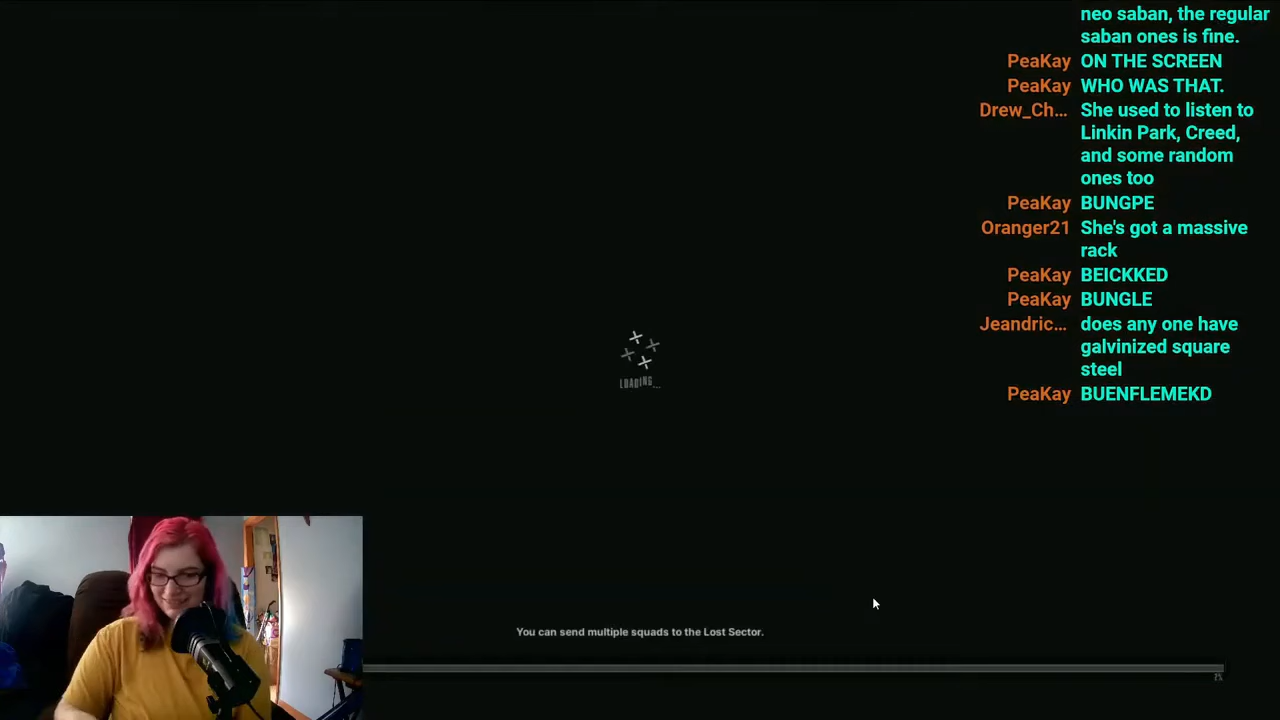 neo saban, the regular
saban ones is fine.
PeaKay ON THE SCREEN
PeaKay WHO WAS THAT.
Drew_Ch... She used to listen to
Linkin Park, Creed,
and some random
ones too
PeaKay BUNGPE
Oranger21 She's got a massive
rack
PeaKay BEICKKED
PeaKay BUNGLE
Jeandric... does any one have
galvinized square
steel
PeaKay BUENFLEMEKD
LOADING...
You can send multiple squads to the Lost Sector.